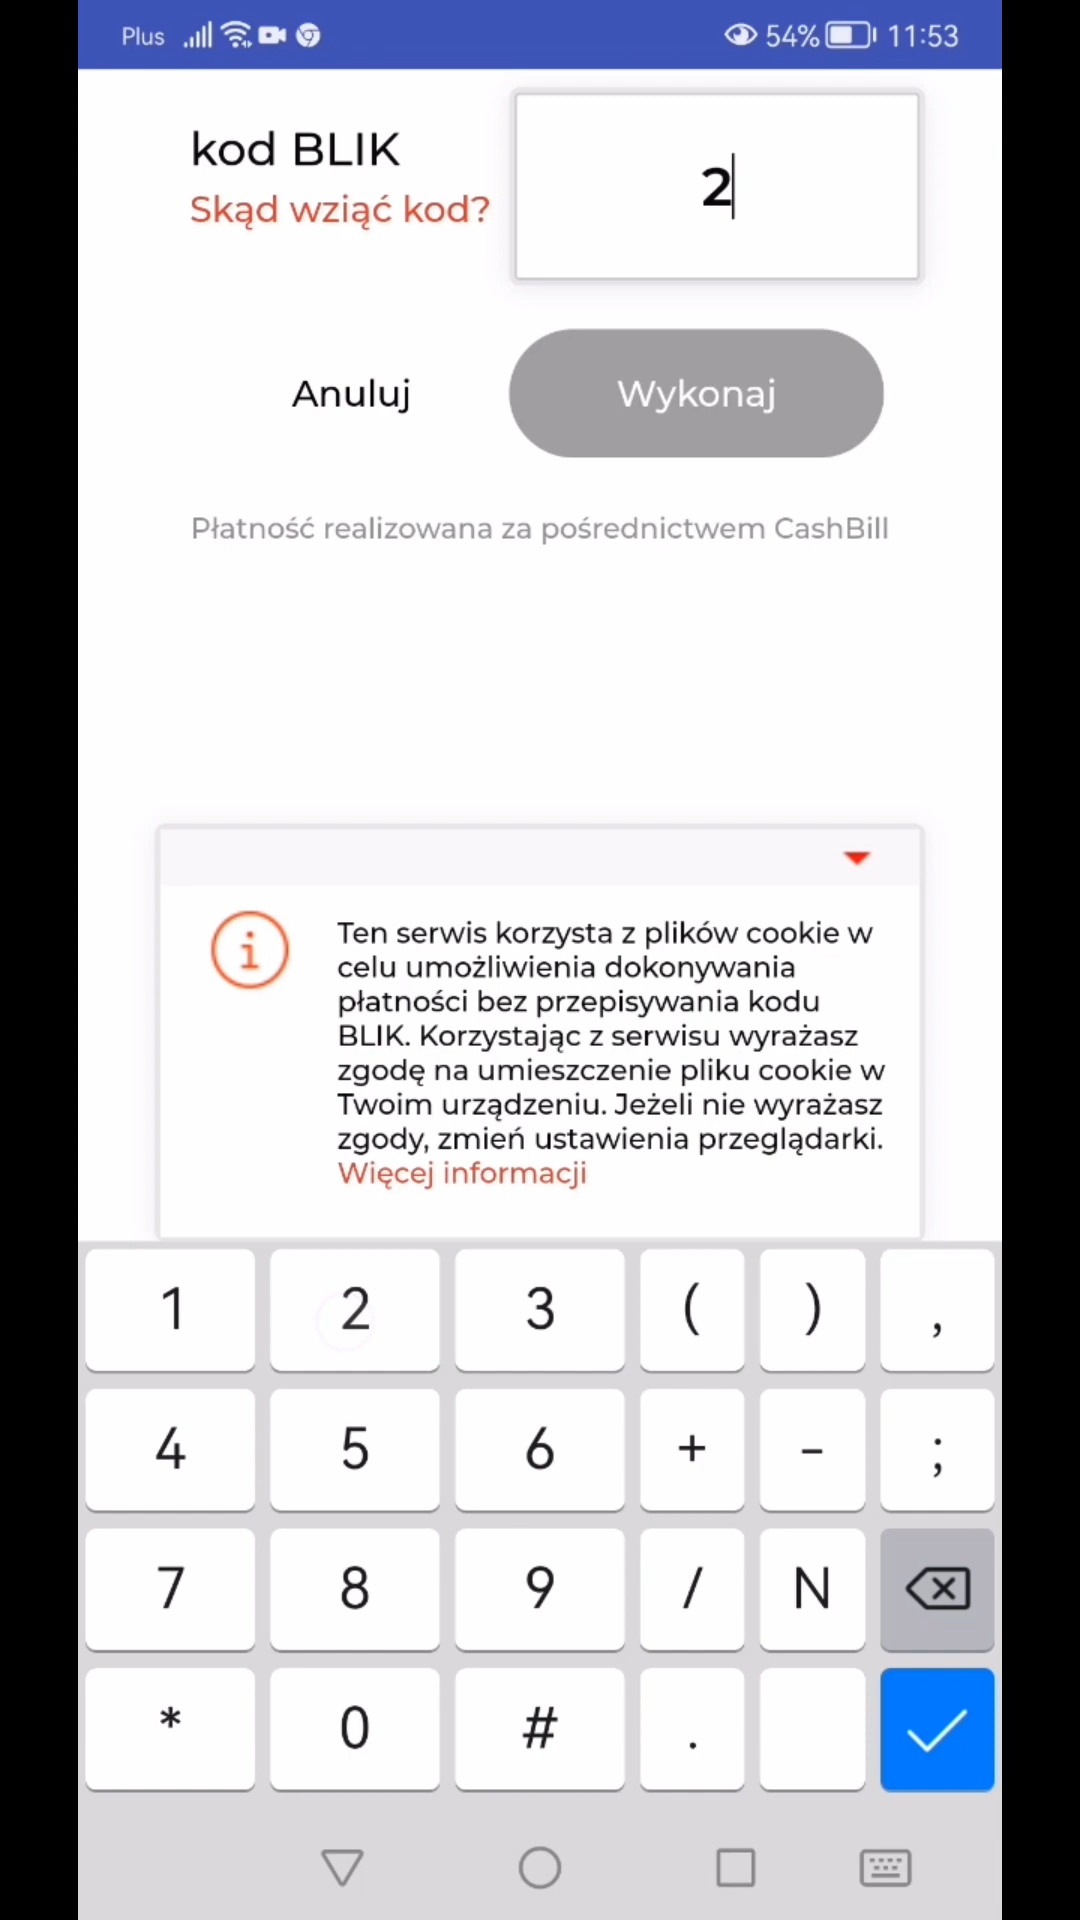 Plus 54% 11:53
kod BLIK
Skąd wziąć kod?
2
Anuluj Wykonaj
Płatność realizowana za pośrednictwem CashBill
Ten serwis korzysta z plików cookie w
celu umożliwienia dokonywania
płatności bez przepisywania kodu
BLIK. Korzystając z serwisu wyrażasz
zgodę na umieszczenie pliku cookie w
Twoim urządzeniu. Jeżeli nie wyrażasz
zgody, zmień ustawienia przeglądarki.
Więcej informacji
1 2 3 ( ) ,
4 5 6 + - ;
7 8 9 / N
* 0 # .